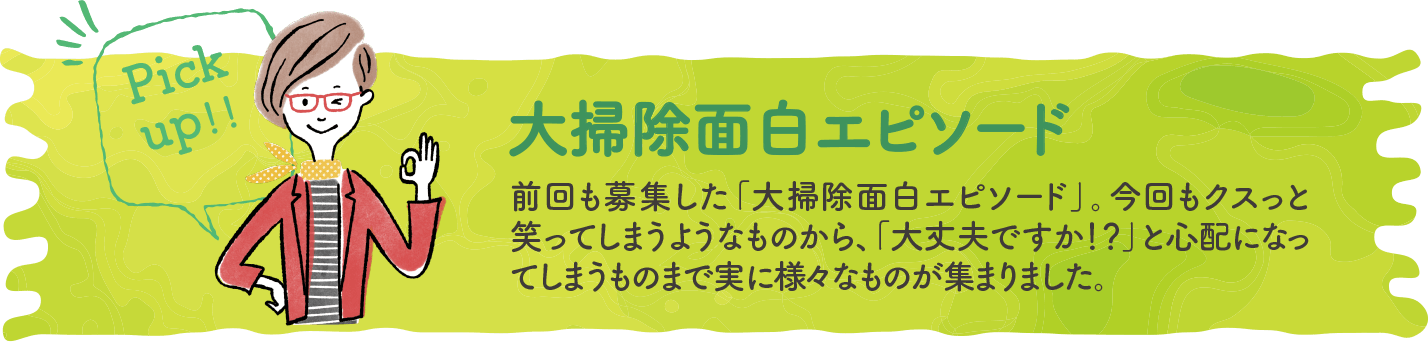 Pick
up!!
大掃除面白エピソード
前回も募集した「大掃除面白エピソード」。今回もクスっと
笑ってしまうようなものから、「大丈夫ですか!?」と心配になっ
てしまうものまで実に様々なものが集まりました。